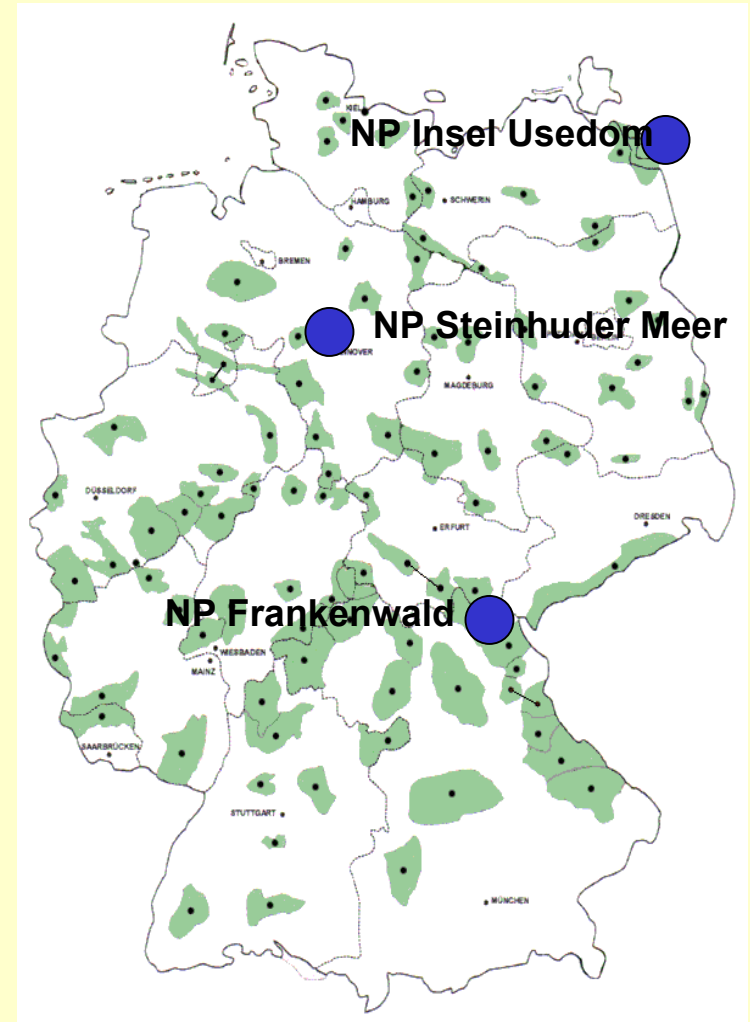 KIEL
NP Insel Usedom
HAMBURG
SCHWERIN
BREMEN
NP Steinhuder Meer
NNOVER
MAGDEBURG
DÜSSELDORF
ERFURT
DRESDEN
NP Frankenwald
WIESBADEN
MAINZ
SAARBRÜCKEN
STUTTGART
MÜNCHEN